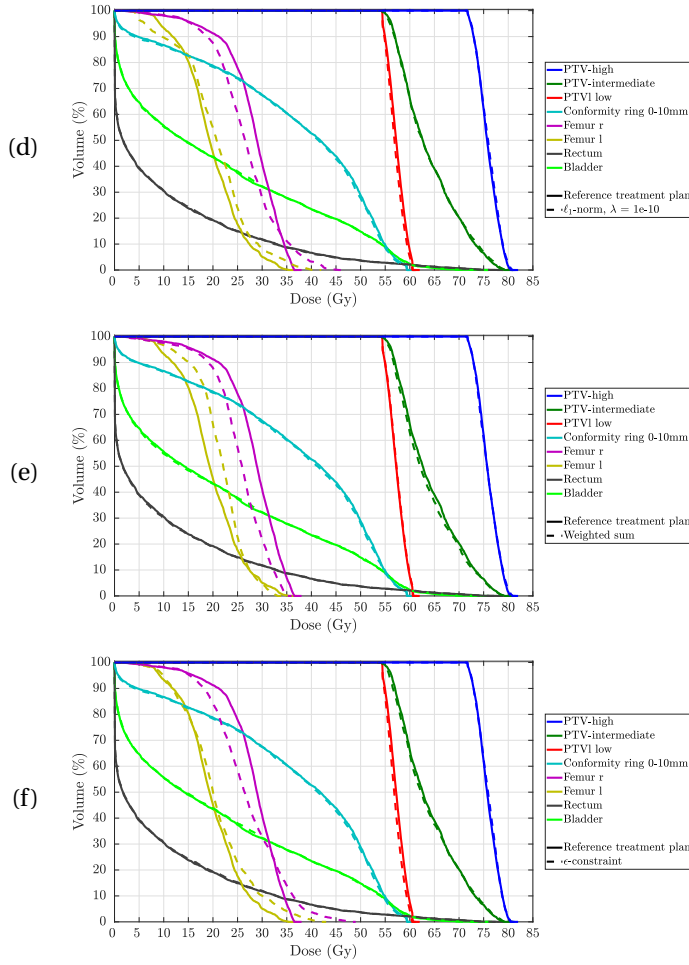 (d)
Volume (%)
100
90
80
70
60
50
40
30
20
10
0
0 5 10 15 20 25 30 35 40 45 50 55 60 65 70 75 80 85
Dose (Gy)
PTV-high
PTV-intermediate
PTVl low
Conformity ring 0-10mm
Femur r
Femur l
Rectum
Bladder
Reference treatment plan
ℓ₁-norm, λ = 1e-10
(e)
Volume (%)
100
90
80
70
60
50
40
30
20
10
0
0 5 10 15 20 25 30 35 40 45 50 55 60 65 70 75 80 85
Dose (Gy)
PTV-high
PTV-intermediate
PTVl low
Conformity ring 0-10mm
Femur r
Femur l
Rectum
Bladder
Reference treatment plan
Weighted sum
(f)
Volume (%)
100
90
80
70
60
50
40
30
20
10
0
0 5 10 15 20 25 30 35 40 45 50 55 60 65 70 75 80 85
Dose (Gy)
PTV-high
PTV-intermediate
PTVl low
Conformity ring 0-10mm
Femur r
Femur l
Rectum
Bladder
Reference treatment plan
ϵ-constraint